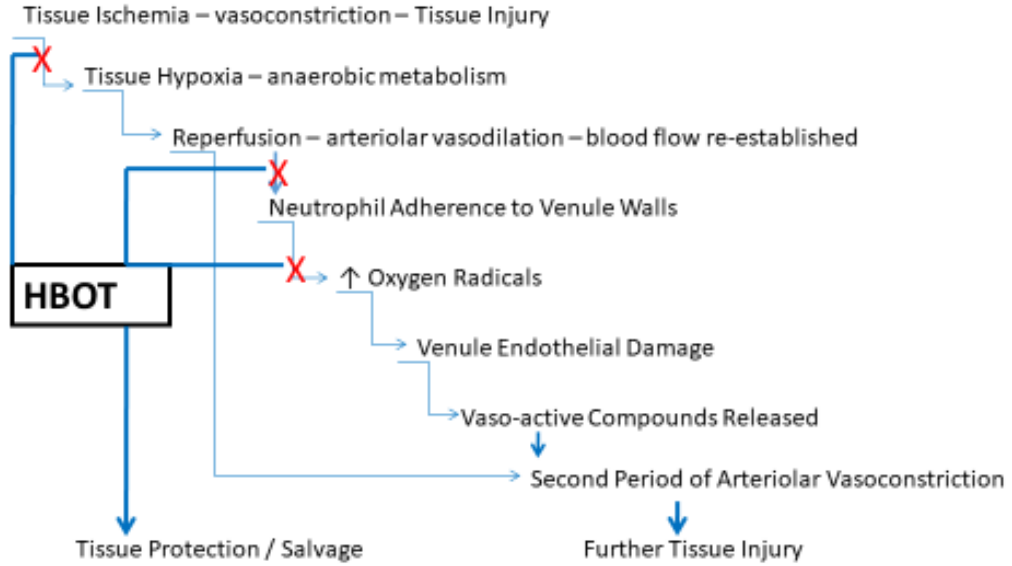 Tissue Ischemia – vasoconstriction – Tissue Injury
X
Tissue Hypoxia – anaerobic metabolism
Reperfusion – arteriolar vasodilation – blood flow re-established
X
Neutrophil Adherence to Venule Walls
X
↑ Oxygen Radicals
HBOT
Venule Endothelial Damage
Vaso-active Compounds Released
Second Period of Arteriolar Vasoconstriction
Tissue Protection / Salvage
Further Tissue Injury